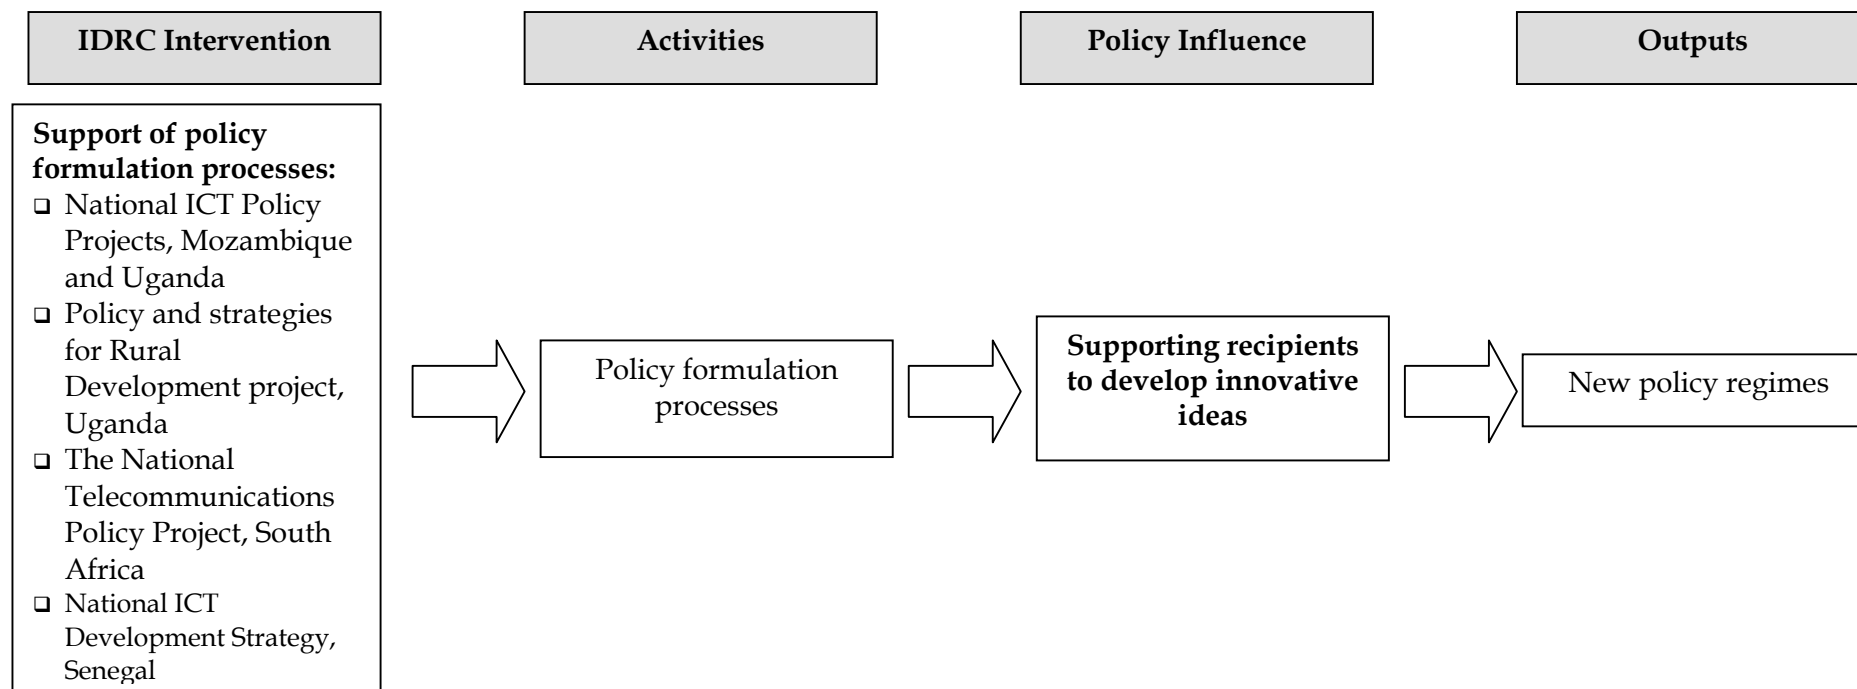 IDRC Intervention
Activities
Policy Influence
Outputs
Support of policy
formulation processes:
❑ National ICT Policy
Projects, Mozambique
and Uganda
❑ Policy and strategies
for Rural
Development project,
Uganda
❑ The National
Telecommunications
Policy Project, South
Africa
❑ National ICT
Development Strategy,
Senegal
Policy formulation
processes
Supporting recipients
to develop innovative
ideas
New policy regimes